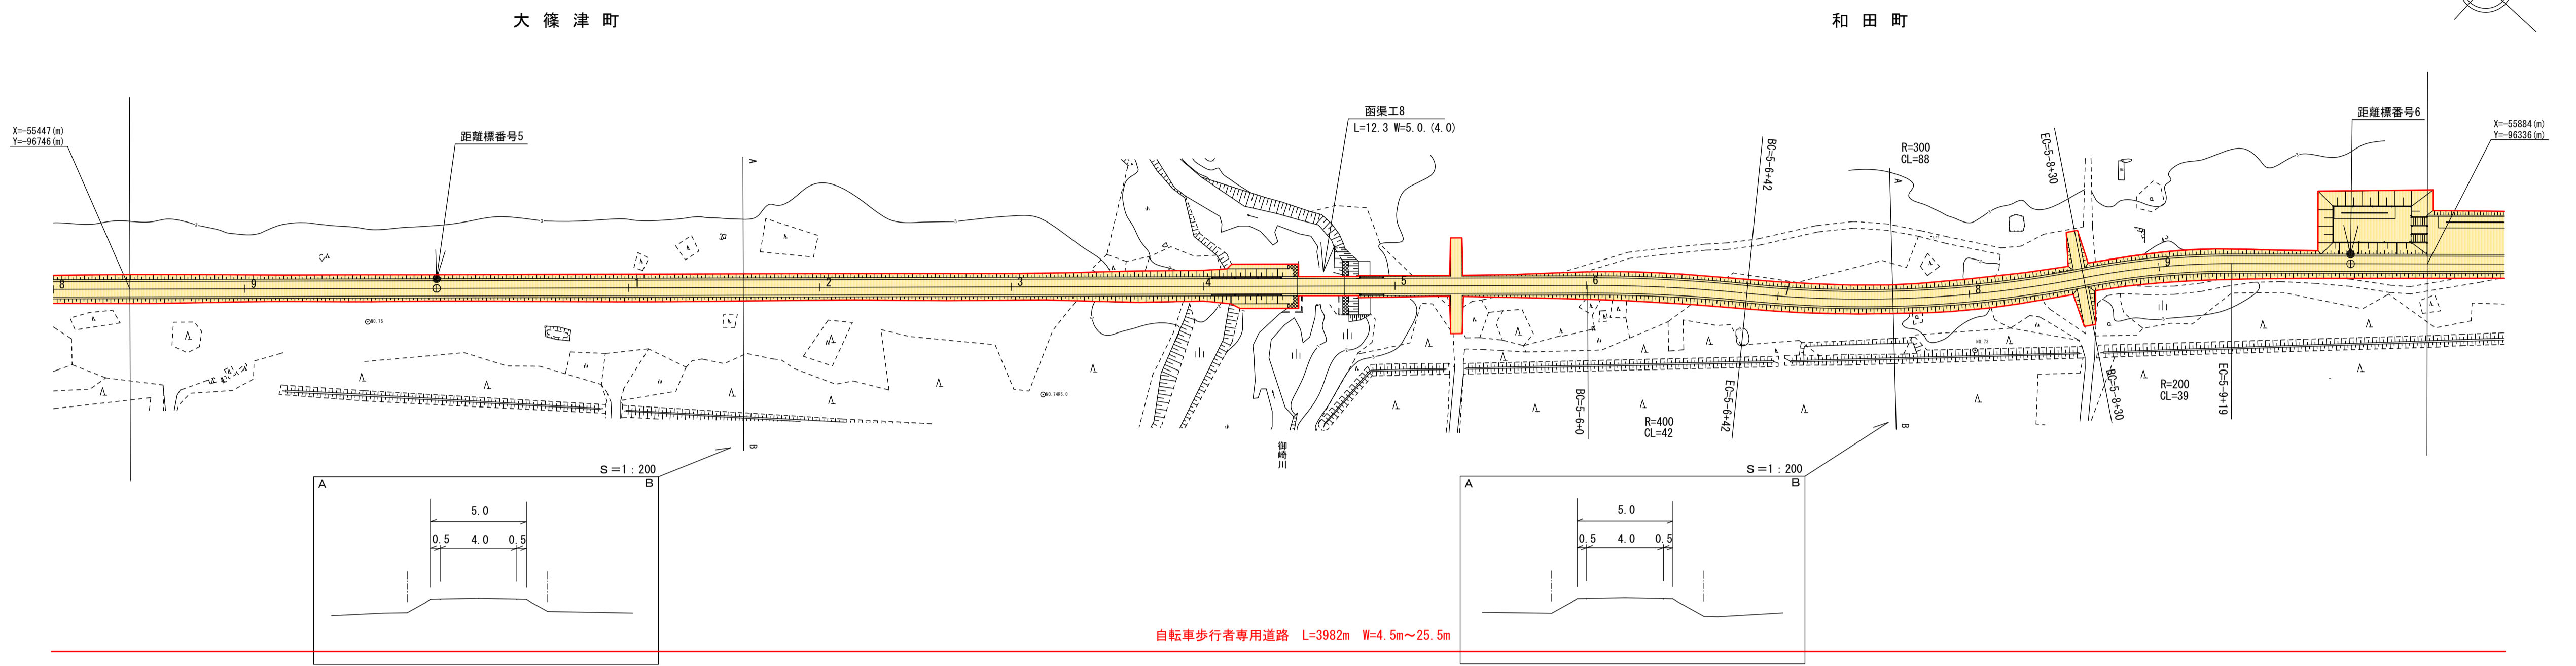 大篠津町
和田町
X=-55447(m)
Y=-96746(m)
距離標番号5
函渠工8
L=12.3 W=5.0.(4.0)
距離標番号6
X=-55884(m)
Y=-96336(m)
BC=5-6+42
R=300
CL=88
EC=5-8+30
A
A
8
9
1
2
3
4
5
6
7
8
9
NO.75
NO.73
BC=5-6+0
R=400
CL=42
EC=5-6+42
BC=5-8+30
R=200
CL=39
EC=5-9+19
B
B
御崎川
S=1:200
A
B
5.0
0.5 4.0 0.5
S=1:200
A
B
5.0
0.5 4.0 0.5
自転車歩行者専用道路 L=3982m W=4.5m～25.5m